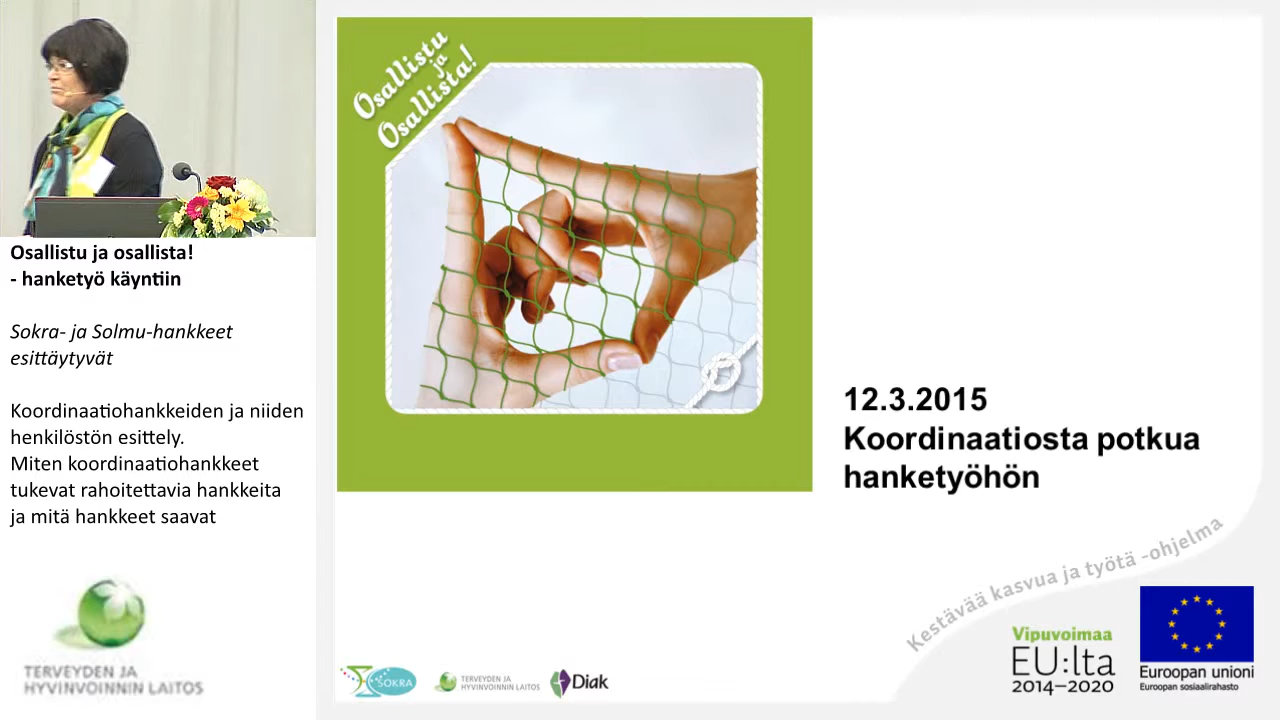 Osallistu ja osallista!
- hanketyö käyntiin
Sokra- ja Solmu-hankkeet
esittäytyvät
Koordinaatiohankkeiden ja niiden
henkilöstön esittely.
Miten koordinaatiohankkeet
tukevat rahoitettavia hankkeita
ja mitä hankkeet saavat
TERVEYDEN JA
HYVINVOINNIN LAITOS
Osallistu
ja
Osallista!
12.3.2015
Koordinaatiosta potkua
hanketyöhön
Kestävää kasvua ja työtä -ohjelma
SOKRA
TERVEYDEN JA
HYVINVOINNIN LAITOS
Diak
Vipuvoimaa
EU:lta
2014–2020
Euroopan unioni
Euroopan sosiaalirahasto